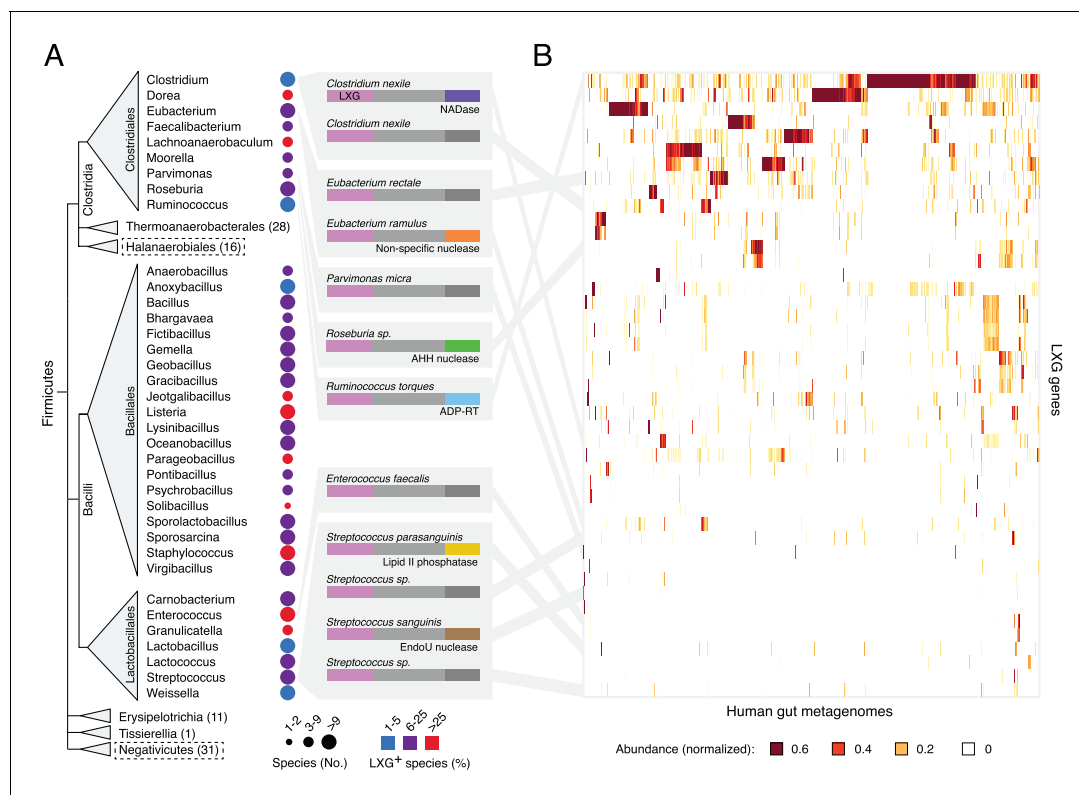 A
B
Firmicutes
Clostridia
Clostridiales
Clostridium
Dorea
Eubacterium
Faecalibacterium
Lachnoanaerobaculum
Moorella
Parvimonas
Roseburia
Ruminococcus
Thermoanaerobacterales (28)
Halanaerobiales (16)
Bacilli
Bacillales
Anaerobacillus
Anoxybacillus
Bacillus
Bhargavaea
Fictibacillus
Gemella
Geobacillus
Gracibacillus
Jeotgalibacillus
Listeria
Lysinibacillus
Oceanobacillus
Parageobacillus
Pontibacillus
Psychrobacillus
Solibacillus
Sporolactobacillus
Sporosarcina
Staphylococcus
Virgibacillus
Lactobacillales
Carnobacterium
Enterococcus
Granulicatella
Lactobacillus
Lactococcus
Streptococcus
Weissella
Erysipelotrichia (11)
Tissierellia (1)
Negativicutes (31)
1-2
3-9
>9
Species (No.)
1-5
6-25
>25
LXG+ species (%)
Clostridium nexile
LXG
NADase
Clostridium nexile
Eubacterium rectale
Eubacterium ramulus
Non-specific nuclease
Parvimonas micra
Roseburia sp.
AHH nuclease
Ruminococcus torques
ADP-RT
Enterococcus faecalis
Streptococcus parasanguinis
Lipid II phosphatase
Streptococcus sp.
Streptococcus sanguinis
EndoU nuclease
Streptococcus sp.
LXG genes
Human gut metagenomes
Abundance (normalized): 0.6 0.4 0.2 0